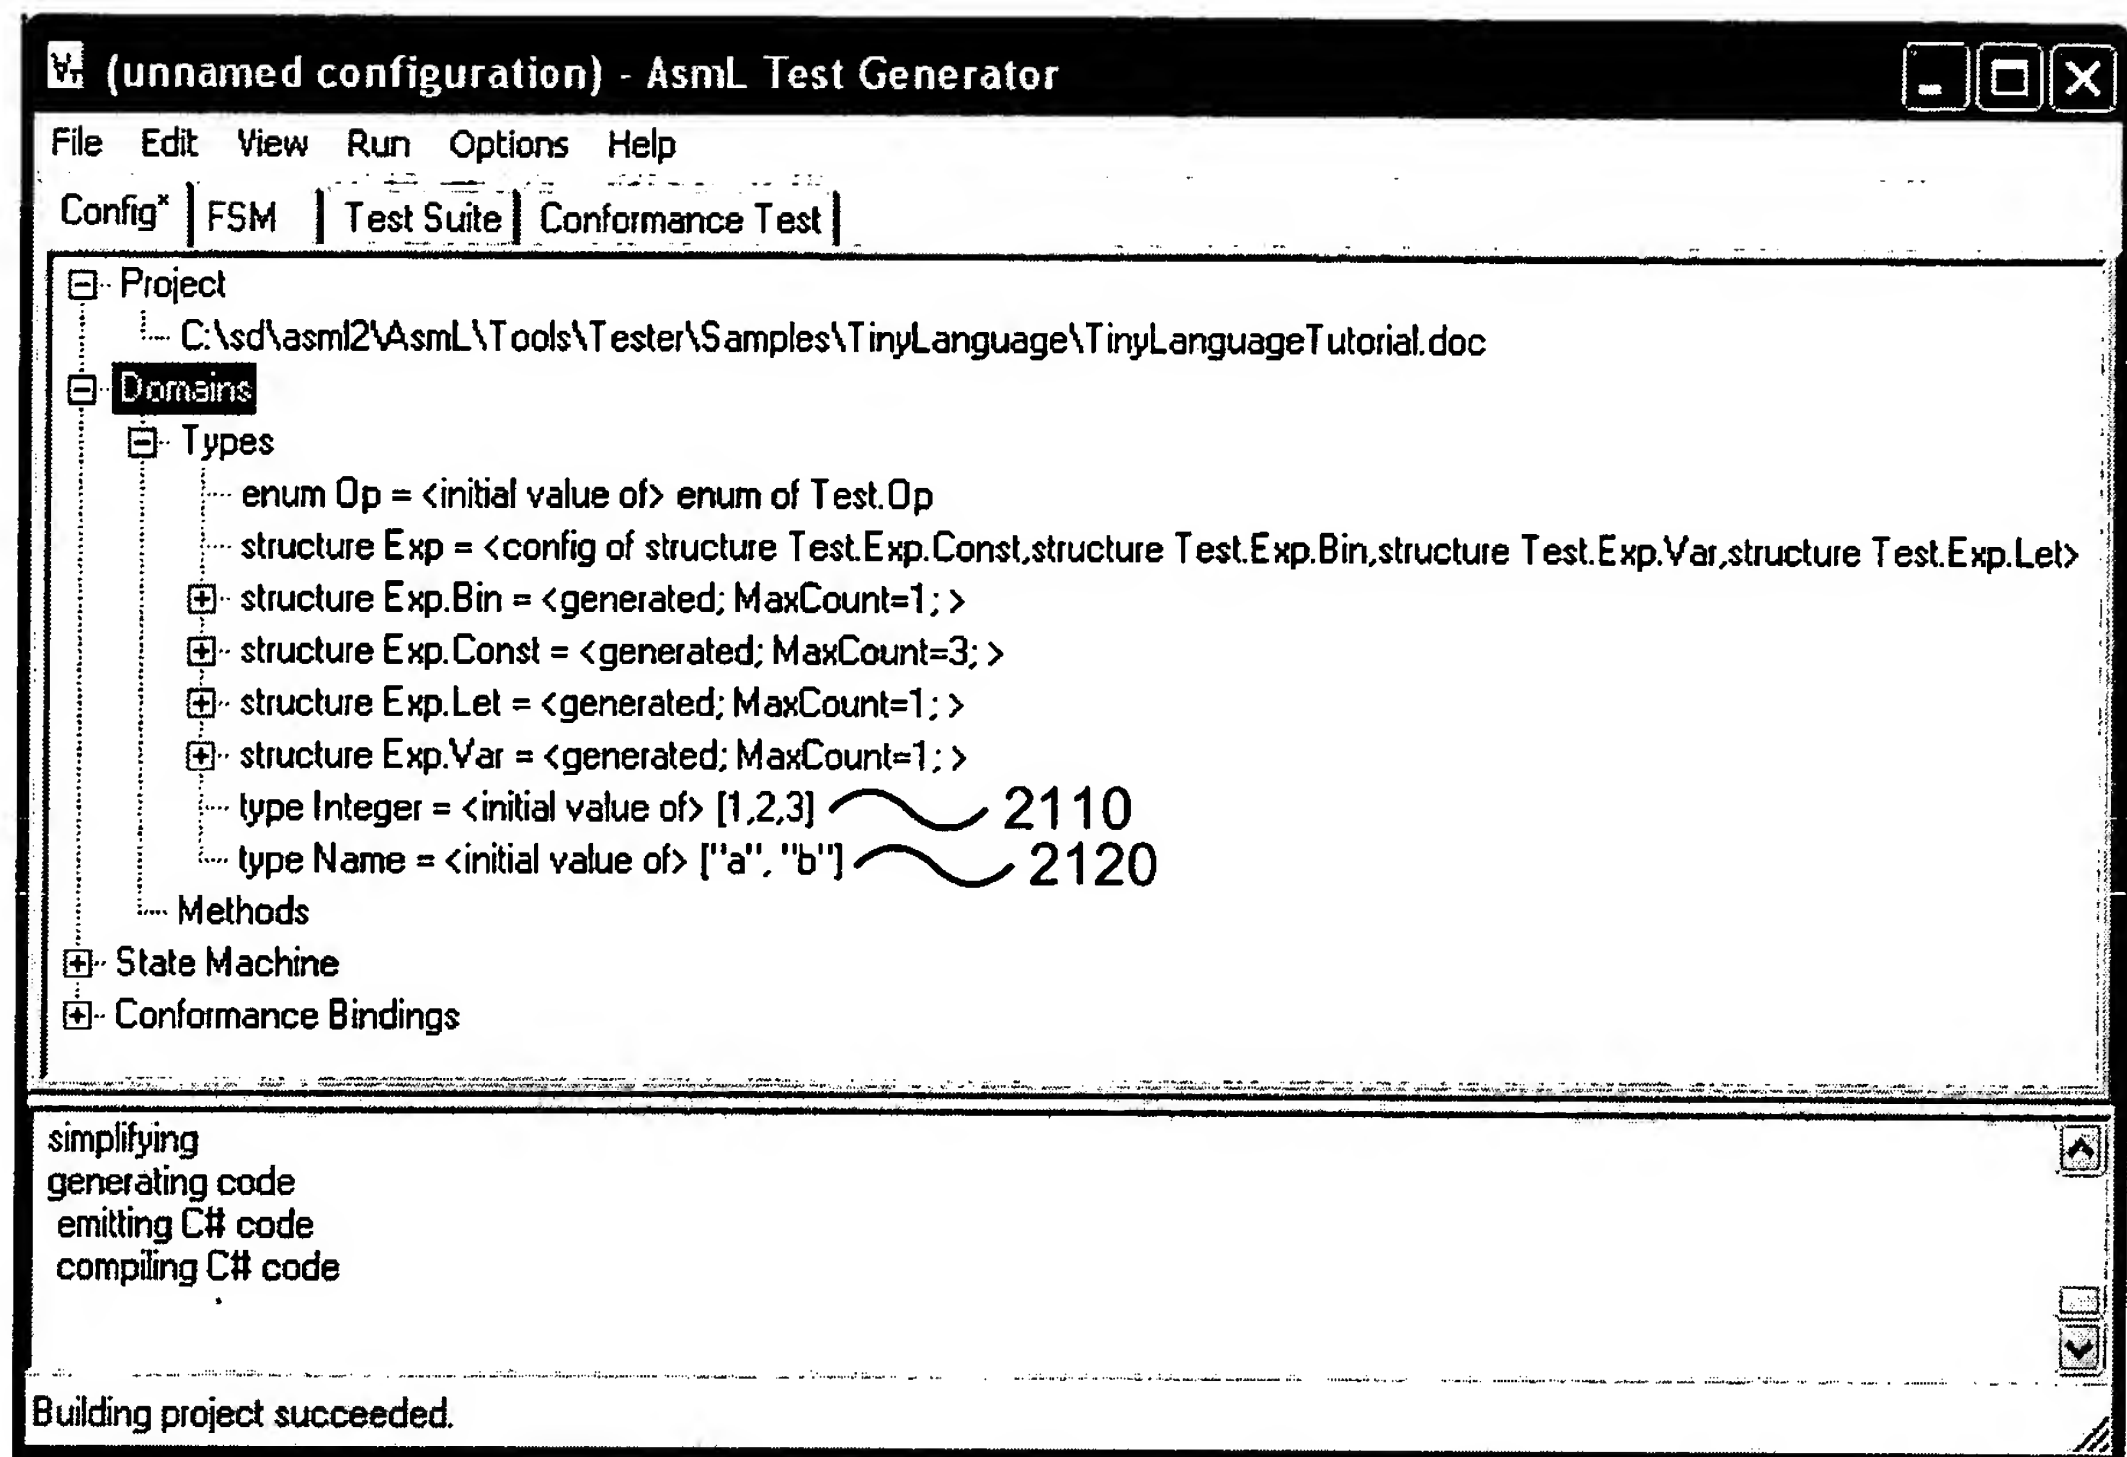 (unnamed configuration) - AsmL Test Generator
File Edit View Run Options Help
Config* FSM Test Suite Conformance Test
Project
C:\sd\asml2\AsmL\Tools\Tester\Samples\TinyLanguage\TinyLanguageTutorial.doc
Domains
Types
enum Op = <initial value of> enum of Test.Op
structure Exp = <config of structure Test.Exp.Const,structure Test.Exp.Bin,structure Test.Exp.Var,structure Test.Exp.Let>
structure Exp.Bin = <generated; MaxCount=1; >
structure Exp.Const = <generated; MaxCount=3; >
structure Exp.Let = <generated; MaxCount=1; >
structure Exp.Var = <generated; MaxCount=1; >
type Integer = <initial value of> [1,2,3] 2110
type Name = <initial value of> ["a", "b"] 2120
Methods
State Machine
Conformance Bindings
simplifying
generating code
emitting C# code
compiling C# code
Building project succeeded.